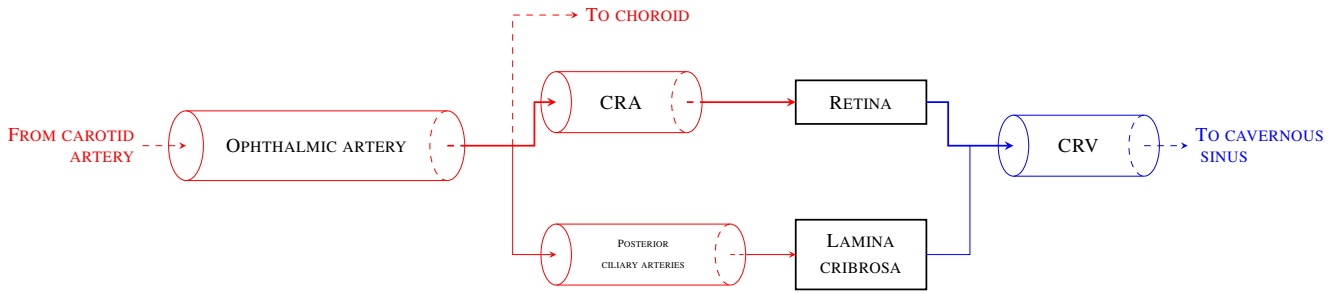 TO CHOROID
CRA
RETINA
FROM CAROTID
ARTERY
OPHTHALMIC ARTERY
CRV
TO CAVERNOUS
SINUS
POSTERIOR
CILIARY ARTERIES
LAMINA
CRIBROSA